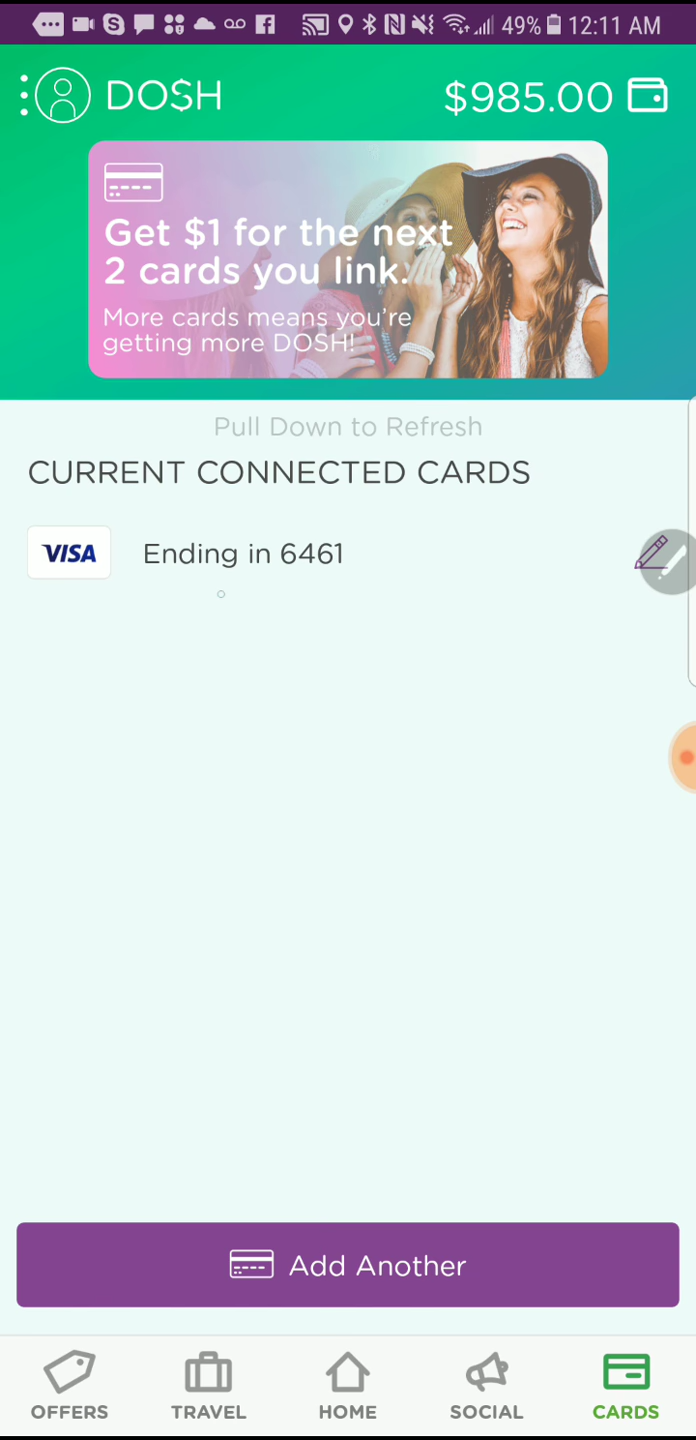 49% 12:11 AM
DO$H
$985.00
Get $1 for the next
2 cards you link.
More cards means you're
getting more DOSH!
Pull Down to Refresh
CURRENT CONNECTED CARDS
VISA Ending in 6461
Add Another
OFFERS TRAVEL HOME SOCIAL CARDS